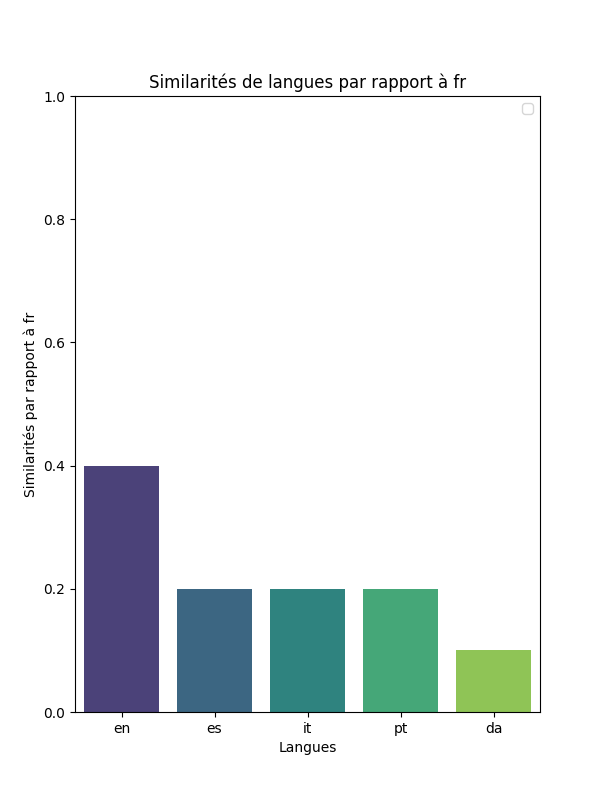 Similarités de langues par rapport à fr
1.0
0.8
0.6
0.4
0.2
0.0
Similarités par rapport à fr
en es it pt da
Langues